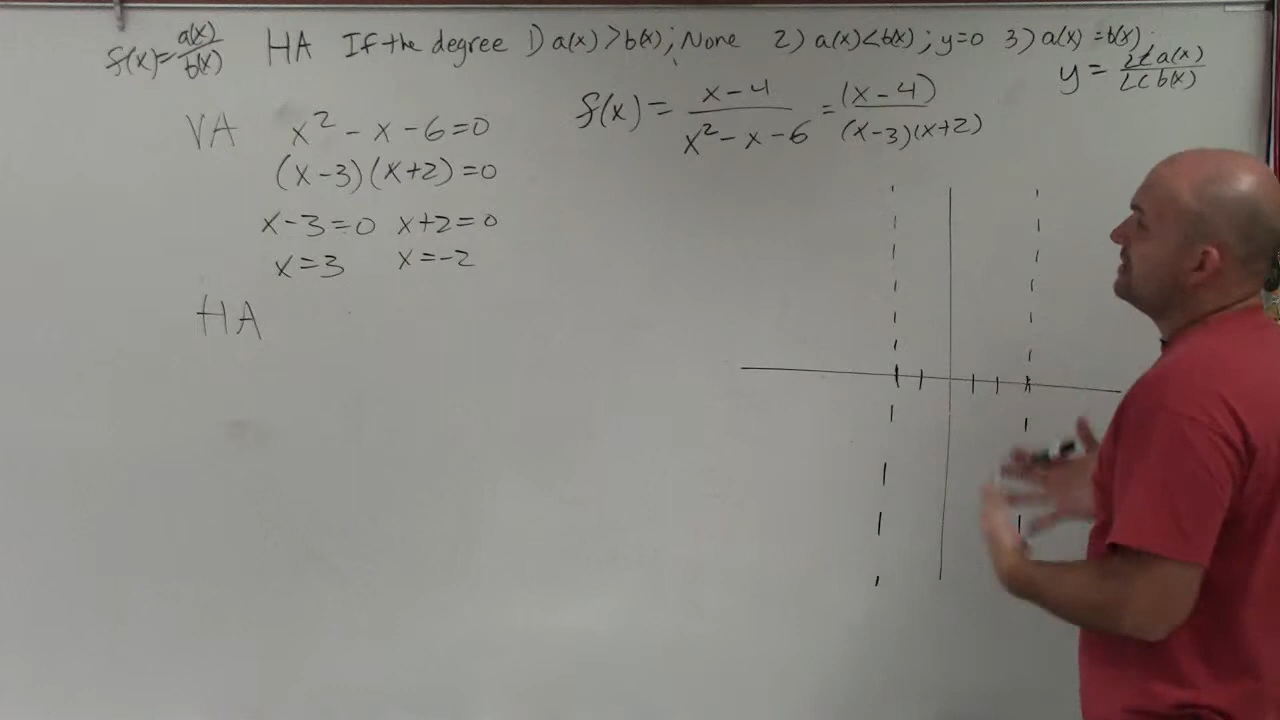 f(x)=a(x)/b(x) HA If the degree 1) a(x)>b(x); None 2) a(x)<b(x); y=0 3) a(x)=b(x).
y = LC a(x)/LC b(x)
f(x) = x-4/x²-x-6 = (x-4)/(x-3)(x+2)
VA x²-x-6=0
(x-3)(x+2)=0
x-3=0 x+2=0
x=3 x=-2
HA